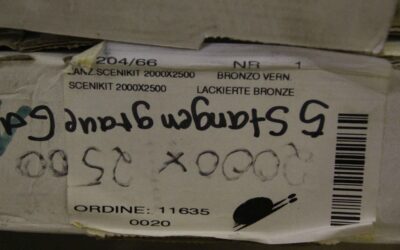 204/66 NR 1
LANZ.SCENIKIT 2000X2500 BRONZO VERN.
SCENIKIT 2000X2500 LACKIERTE BRONZE
5 Stangen graue
2000 x 2500
ORDINE: 11635
0020